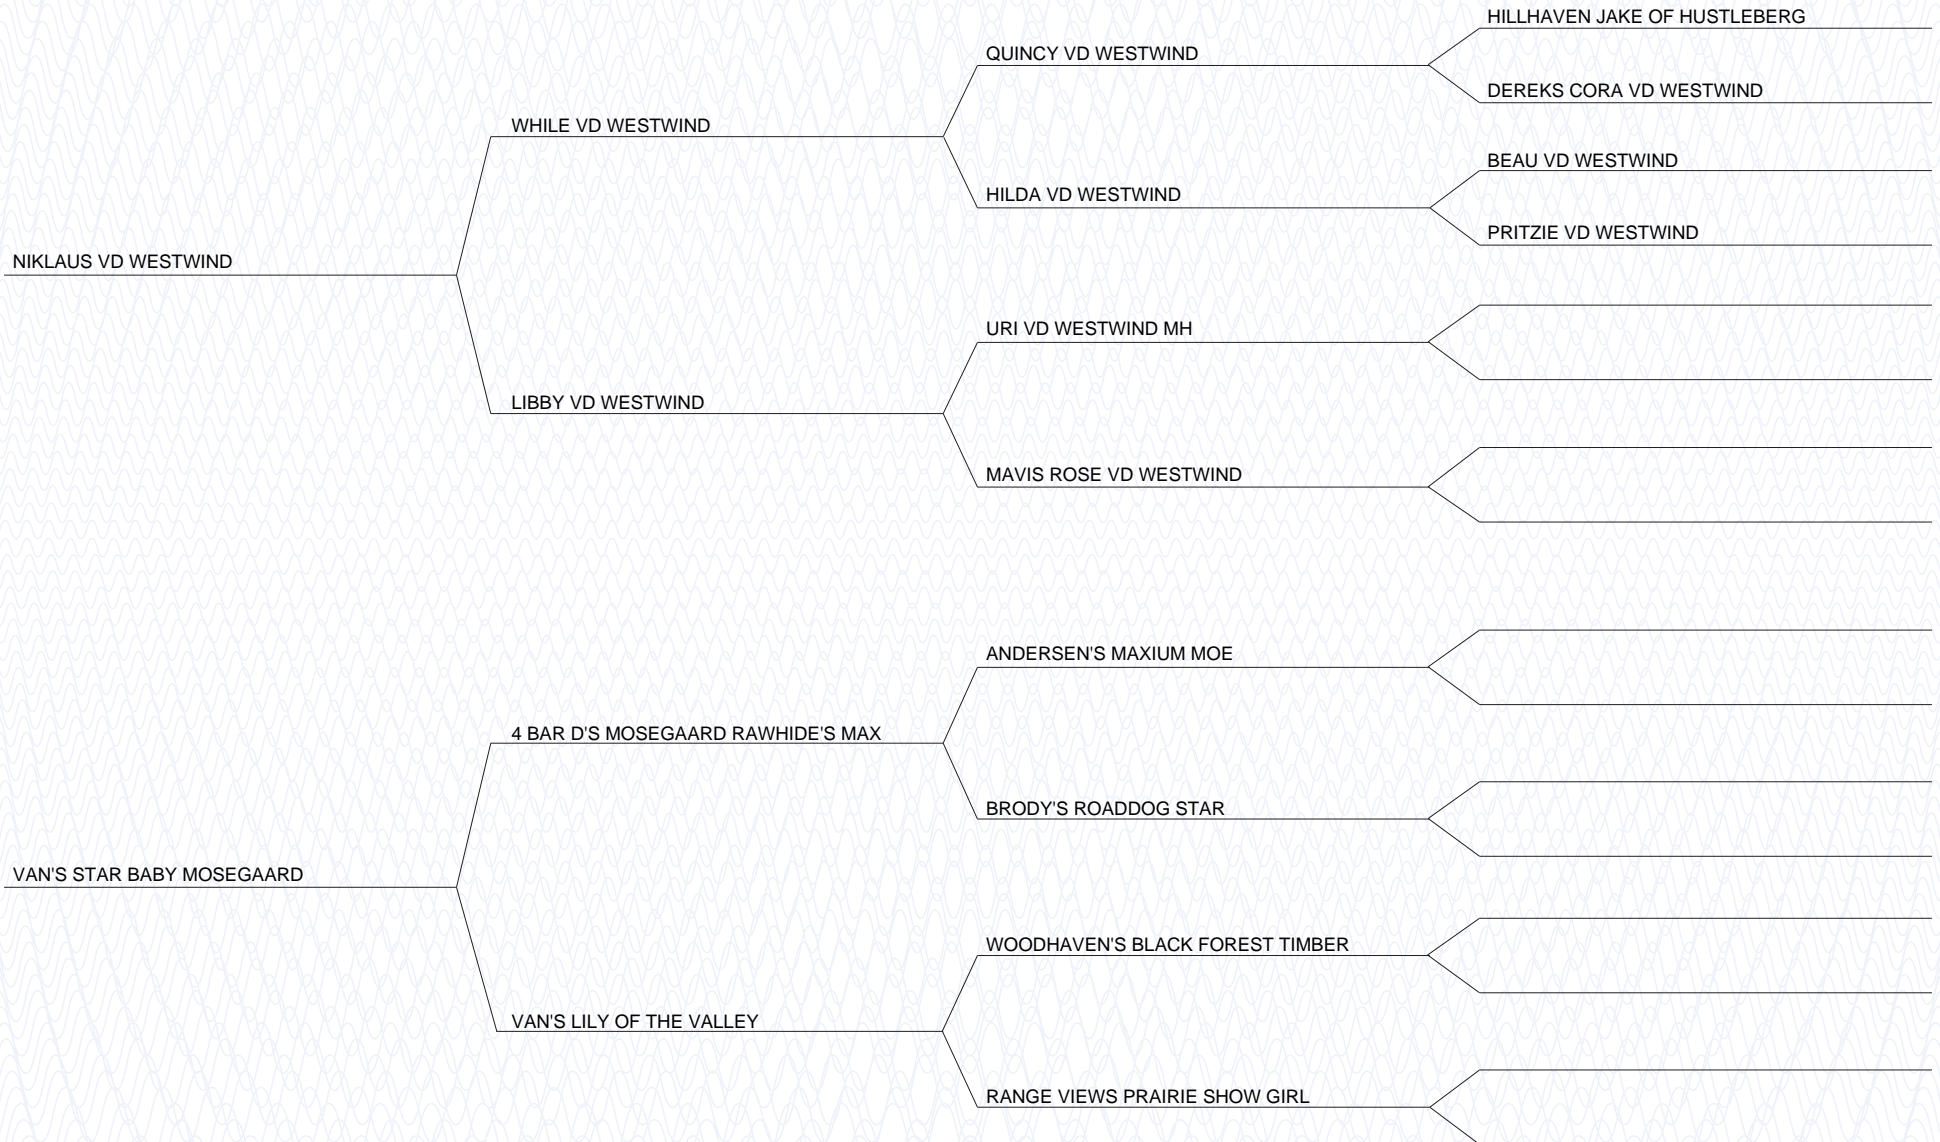 HILLHAVEN JAKE OF HUSTLEBERG
QUINCY VD WESTWIND
DEREKS CORA VD WESTWIND
WHILE VD WESTWIND
BEAU VD WESTWIND
HILDA VD WESTWIND
PRITZIE VD WESTWIND
NIKLAUS VD WESTWIND
URI VD WESTWIND MH
LIBBY VD WESTWIND
MAVIS ROSE VD WESTWIND
ANDERSEN'S MAXIUM MOE
4 BAR D'S MOSEGAARD RAWHIDE'S MAX
BRODY'S ROADDOG STAR
VAN'S STAR BABY MOSEGAARD
WOODHAVEN'S BLACK FOREST TIMBER
VAN'S LILY OF THE VALLEY
RANGE VIEWS PRAIRIE SHOW GIRL